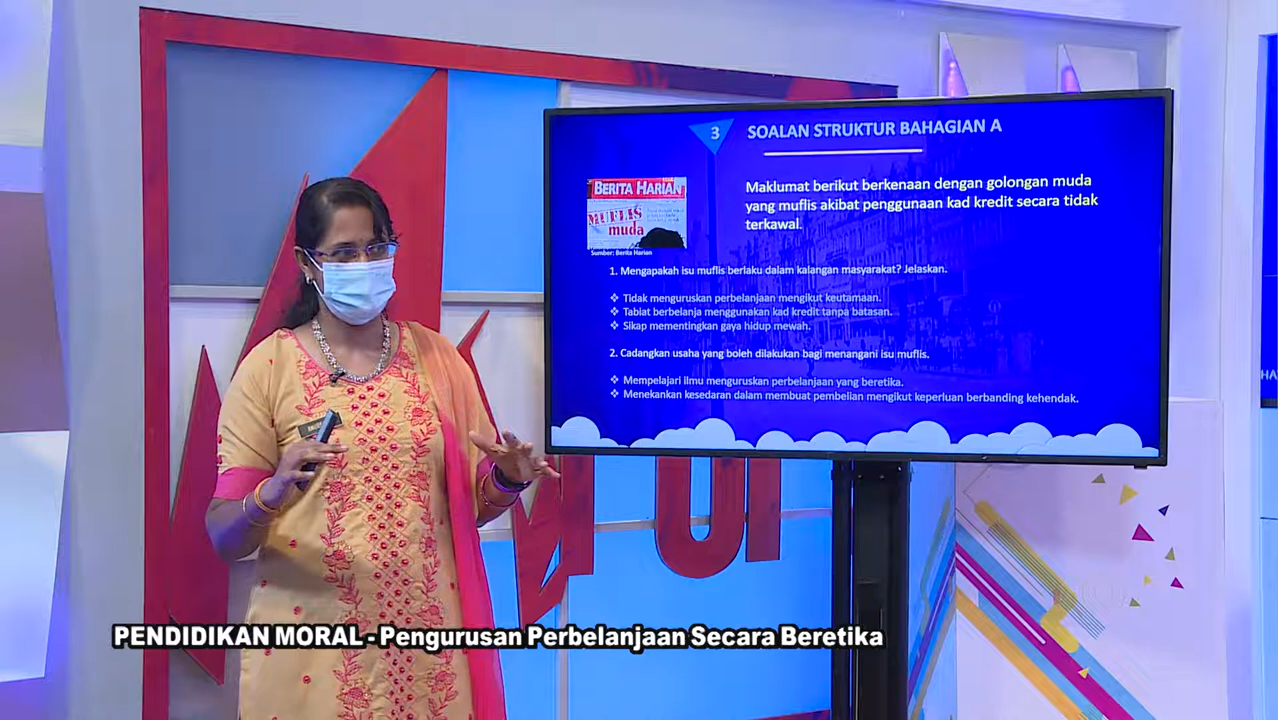 3
SOALAN STRUKTUR BAHAGIAN A
BERITA HARIAN
MUFLIS
muda
Sumber: Berita Harian
Maklumat berikut berkenaan dengan golongan muda
yang muflis akibat penggunaan kad kredit secara tidak
terkawal.
1. Mengapakah isu muflis berlaku dalam kalangan masyarakat? Jelaskan.
❖ Tidak menguruskan perbelanjaan mengikut keutamaan.
❖ Tabiat berbelanja menggunakan kad kredit tanpa batasan.
❖ Sikap mementingkan gaya hidup mewah.
2. Cadangkan usaha yang boleh dilakukan bagi menangani isu muflis.
❖ Mempelajari ilmu menguruskan perbelanjaan yang beretika.
❖ Menekankan kesedaran dalam membuat pembelian mengikut keperluan berbanding kehendak.
PENDIDIKAN MORAL - Pengurusan Perbelanjaan Secara Beretika